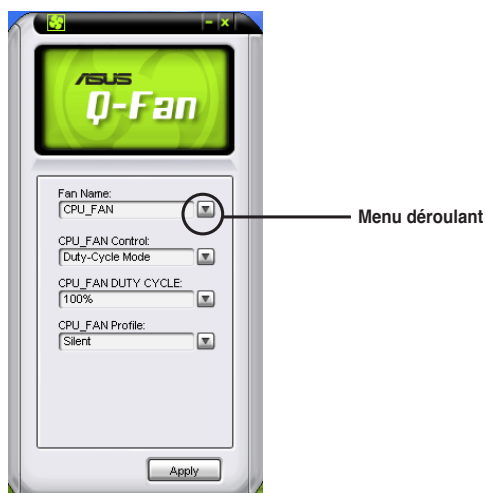 ASUS
Q-Fan
Fan Name:
CPU_FAN
Menu déroulant
CPU_FAN Control:
Duty-Cycle Mode
CPU_FAN DUTY CYCLE:
100%
CPU_FAN Profile:
Silent
Apply